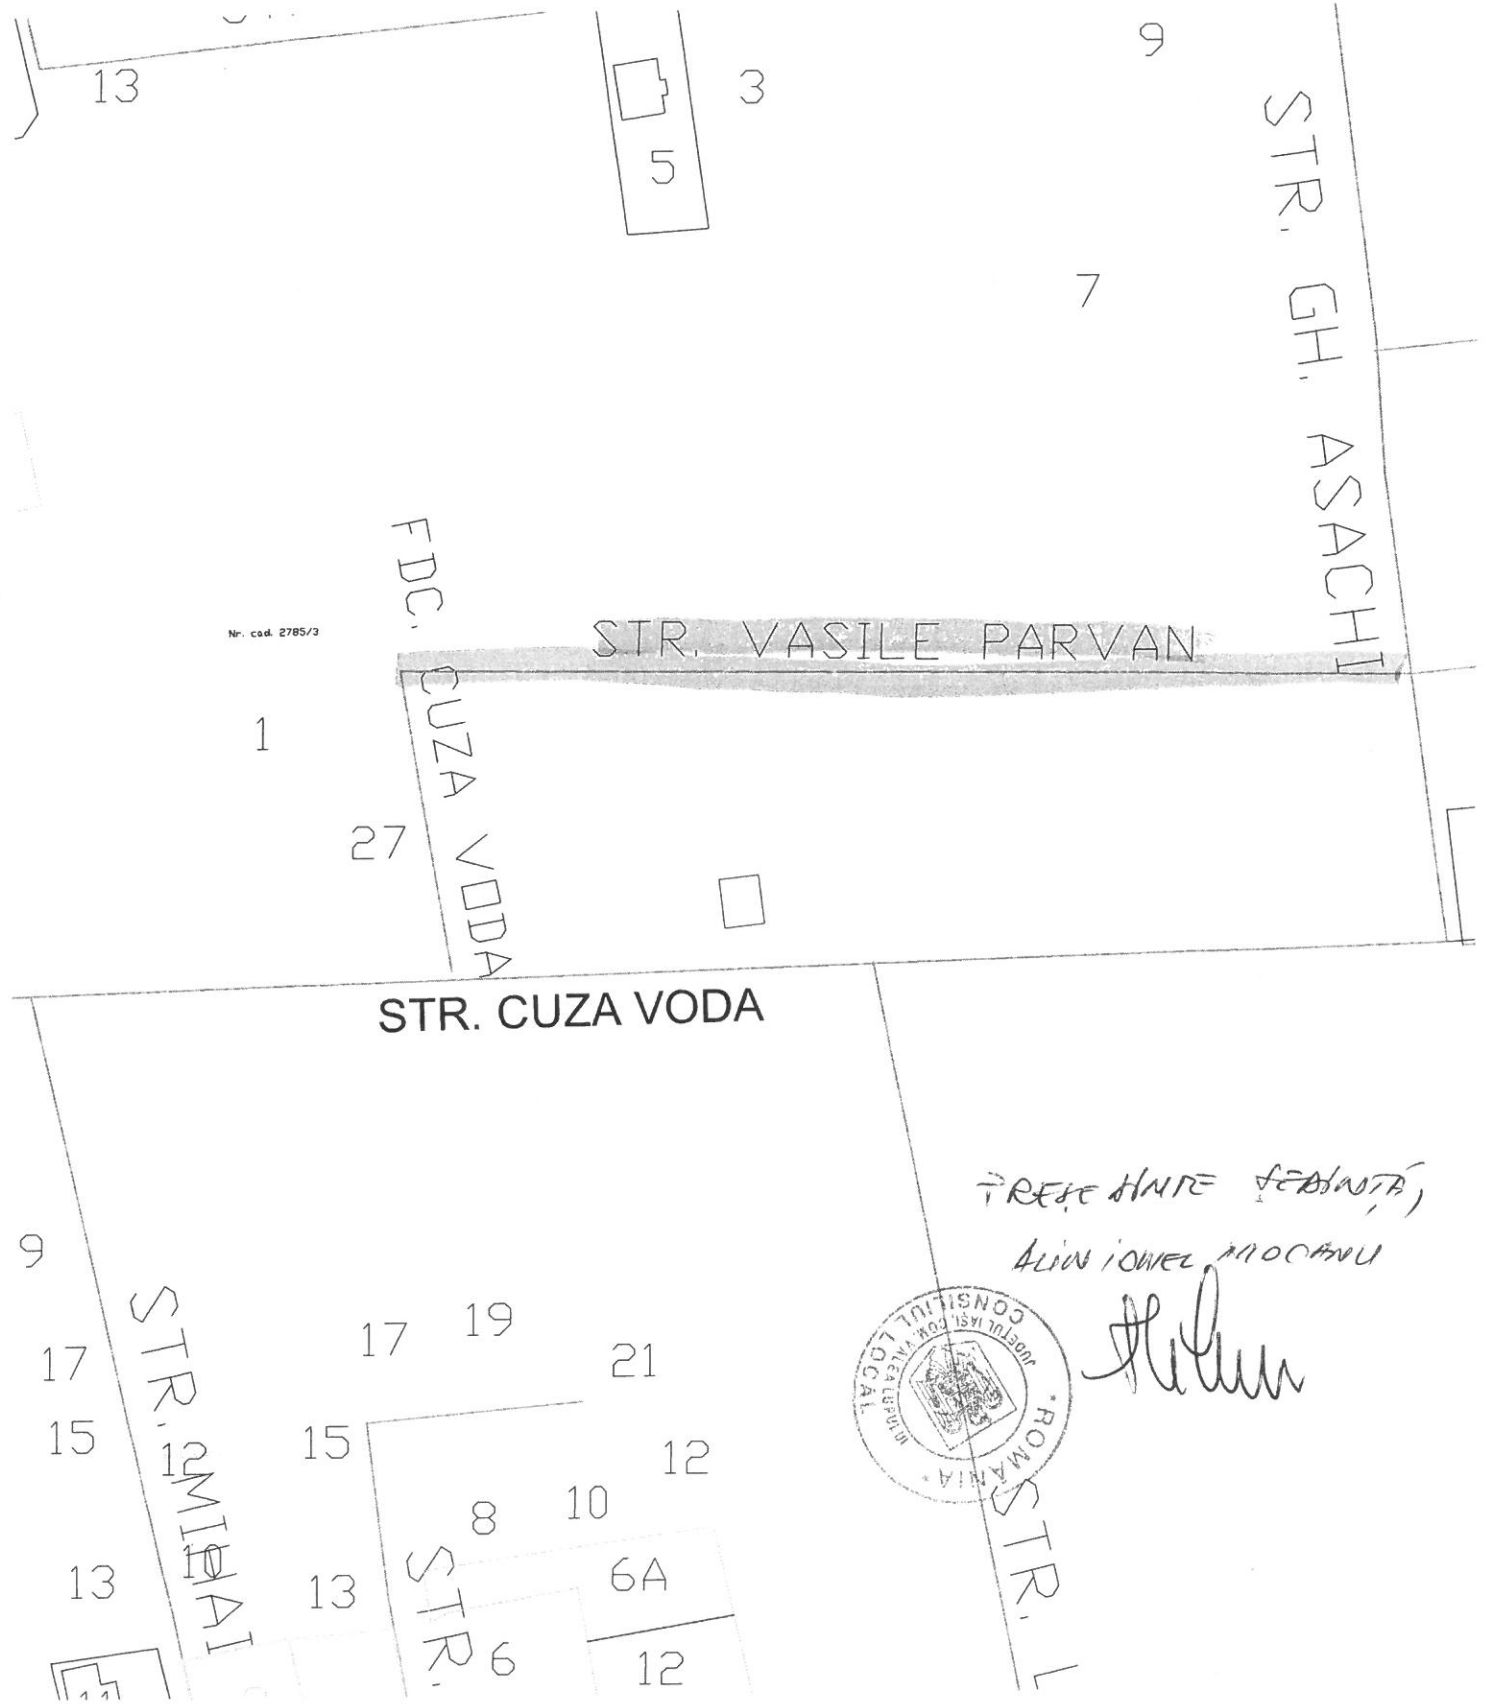 13
3
9
5
STR. GH. ASACHI
7
FDC. CUZA VODA
Nr. cad. 2785/3
STR. VASILE PARVAN
1
27
STR. CUZA VODA
PREȘEDINTE ȘEDINȚĂ,
ALIN IONEL MOCANU
9
STR. MIHAI
17
19
17
21
* ROMÂNIA *
CONSILIUL LOCAL
JUDEȚUL IAȘI, COM. VALEA LUPULUI
15
12
15
12
8
10
STR. L
13
10
13
STR.
6A
6
12
11